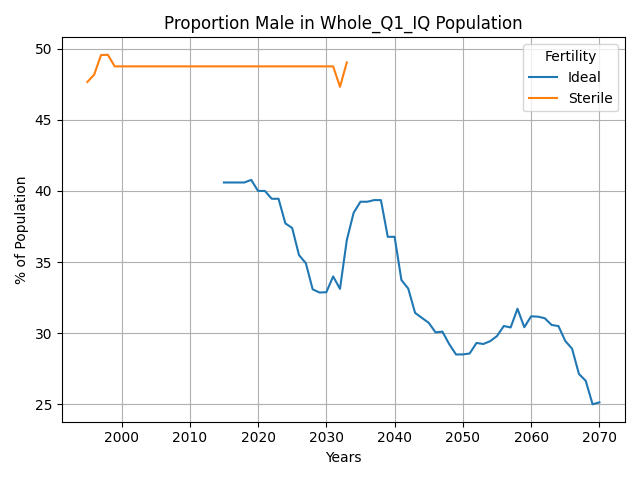 Proportion Male in Whole_Q1_IQ Population
% of Population
50
45
40
35
30
25
Fertility
Ideal
Sterile
2000 2010 2020 2030 2040 2050 2060 2070
Years